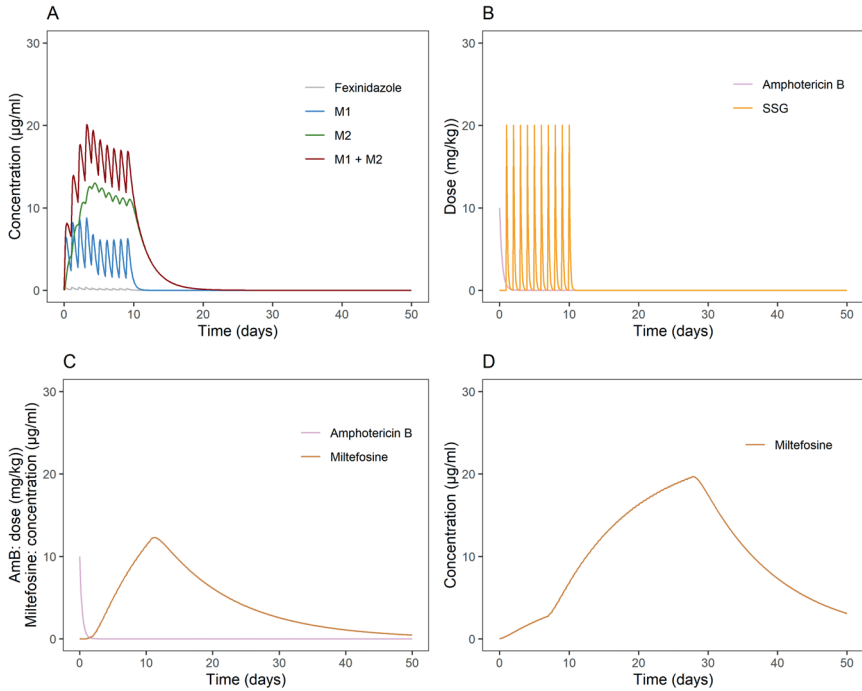 A
Concentration (µg/ml)
30
20
10
0
Fexinidazole
M1
M2
M1 + M2
0 10 20 30 40 50
Time (days)
B
Dose (mg/kg))
30
20
10
0
Amphotericin B
SSG
0 10 20 30 40 50
Time (days)
C
AmB: dose (mg/kg))
Miltefosine: concentration (µg/ml)
30
20
10
0
Amphotericin B
Miltefosine
0 10 20 30 40 50
Time (days)
D
Concentration (µg/ml)
30
20
10
0
Miltefosine
0 10 20 30 40 50
Time (days)